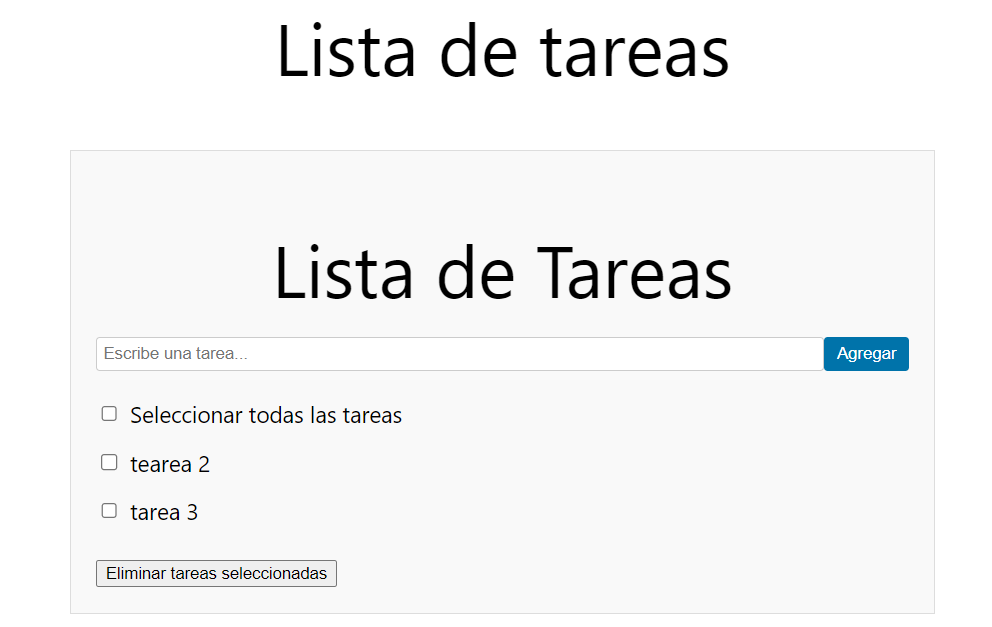 Lista de tareas
Lista de Tareas
Escribe una tarea... Agregar
Seleccionar todas las tareas
tearea 2
tarea 3
Eliminar tareas seleccionadas